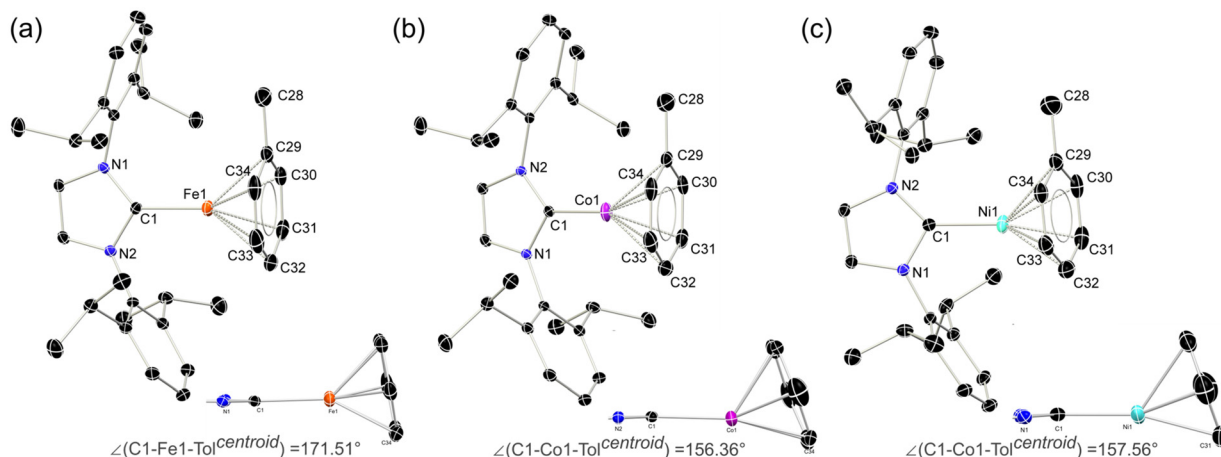 (a)
C28
C29
C34
C30
N1
Fe1
C1
C31
C33
C32
N2
N1
C1
Fe1
C34
∠(C1-Fe1-Tol^centroid) =171.51°
(b)
C28
C29
C34
C30
N2
Co1
C1
C31
C33
C32
N1
N2
C1
Co1
C34
∠(C1-Co1-Tol^centroid) =156.36°
(c)
C28
C29
C34
C30
N2
Ni1
C1
C31
C33
C32
N1
N1
C1
Ni1
C31
∠(C1-Co1-Tol^centroid) =157.56°